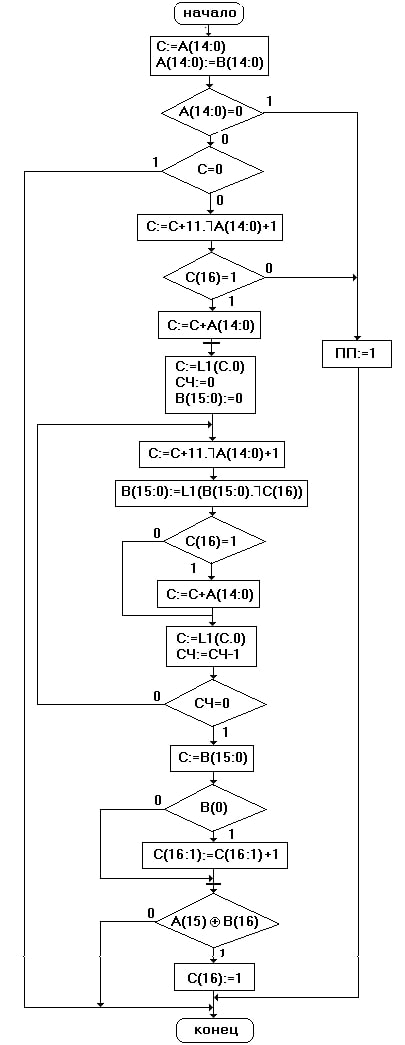 начало
C:=A(14:0)
A(14:0):=B(14:0)
A(14:0)=0
1
0
1
C=0
0
C:=C+11.⅂A(14:0)+1
C(16)=1
0
1
C:=C+A(14:0)
ПП:=1
C:=L1(C.0)
СЧ:=0
B(15:0):=0
C:=C+11.⅂A(14:0)+1
B(15:0):=L1(B(15:0).⅂C(16))
0
C(16)=1
1
C:=C+A(14:0)
C:=L1(C.0)
СЧ:=СЧ-1
0
СЧ=0
1
C:=B(15:0)
0
B(0)
1
C(16:1):=C(16:1)+1
0
A(15)⊕B(16)
1
C(16):=1
конец